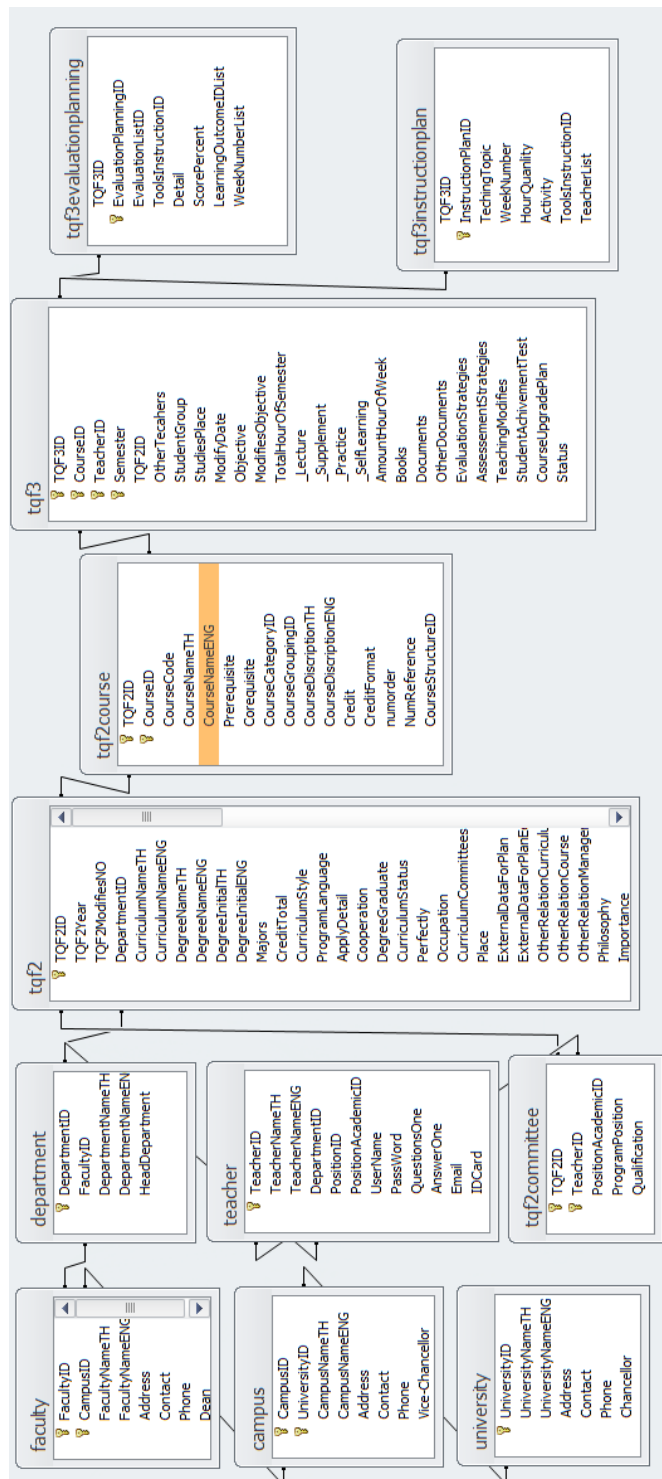 faculty
FacultyID
CampusID
FacultyNameTH
FacultyNameENG
Address
Contact
Phone
Dean
department
DepartmentID
FacultyID
DepartmentNameTH
DepartmentNameEN
HeadDepartment
campus
CampusID
UniversityID
CampusNameTH
CampusNameENG
Address
Contact
Phone
Vice-Chancellor
teacher
TeacherID
TeacherNameTH
TeacherNameENG
DepartmentID
PositionID
PositionAcademicID
UserName
PassWord
QuestionsOne
AnswerOne
Email
IDCard
university
UniversityID
UniversityNameTH
UniversityNameENG
Address
Contact
Phone
Chancellor
tqf2committee
TQF2ID
TeacherID
PositionAcademicID
ProgramPosition
Qualification
tqf2
TQF2ID
TQF2Year
TQF2ModifiesNO
DepartmentID
CurriculumNameTH
CurriculumNameENG
DegreeNameTH
DegreeNameENG
DegreeInitialTH
DegreeInitialENG
Majors
CreditTotal
CurriculumStyle
ProgramLanguage
ApplyDetail
Cooperation
DegreeGraduate
CurriculumStatus
Perfectly
Occupation
CurriculumCommittees
Place
ExternalDataForPlan
ExternalDataForPlanE
OtherRelationCurricul
OtherRelationCourse
OtherRelationManage
Philosophy
Importance
tqf2course
TQF2ID
CourseID
CourseCode
CourseNameTH
CourseNameENG
Prerequisite
Corequisite
CourseCategoryID
CourseGroupingID
CourseDiscriptionTH
CourseDiscriptionENG
Credit
CreditFormat
numorder
NumReference
CourseStructureID
tqf3
TQF3ID
CourseID
TeacherID
Semester
TQF2ID
OtherTecahers
StudentGroup
StudiesPlace
ModifyDate
Objective
ModifiesObjective
TotalHourOfSemester
_Lecture
_Supplement
_Practice
_SelfLearning
AmountHourOfWeek
Books
Documents
OtherDocuments
EvaluationStrategies
AssessementStrategies
TeachingModifies
StudentAchivementTest
CourseUpgradePlan
Status
tqf3evaluationplanning
TQF3ID
EvaluationPlanningID
EvaluationListID
ToolsInstructionID
Detail
ScorePercent
LearningOutcomeIDList
WeekNumberList
tqf3instructionplan
TQF3ID
InstructionPlanID
TechingTopic
WeekNumber
HourQuanlity
Activity
ToolsInstructionID
TeacherList